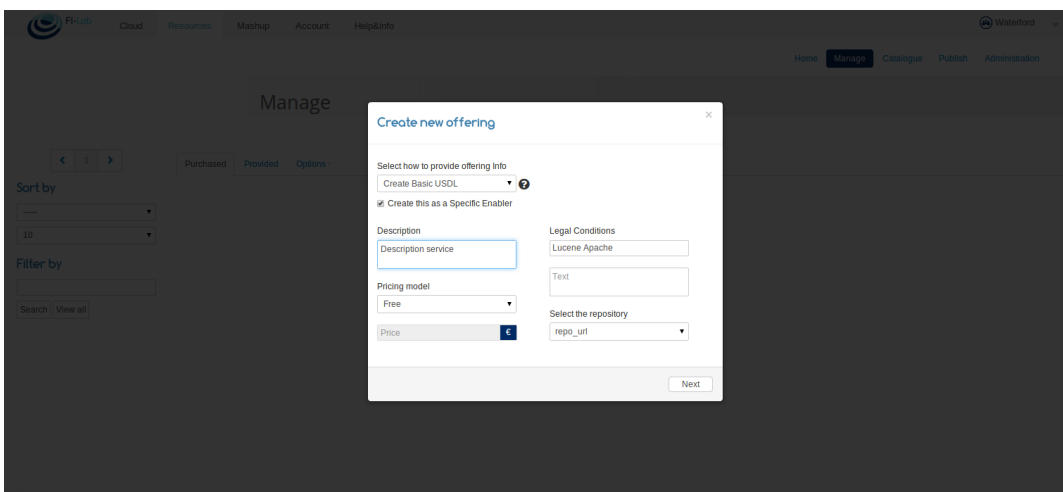 FI-Lab Cloud Resources Mashup Account Help&Info Waterford
Home Manage Catalogue Publish Administration
Manage
Create new offering ×
1 Purchased Provided Options
Sort by
----
10
Filter by
Search View all
Select how to provide offering Info
Create Basic USDL ?
Create this as a Specific Enabler
Description
Description service
Pricing model
Free
Price €
Legal Conditions
Lucene Apache
Text
Select the repository
repo_url
Next